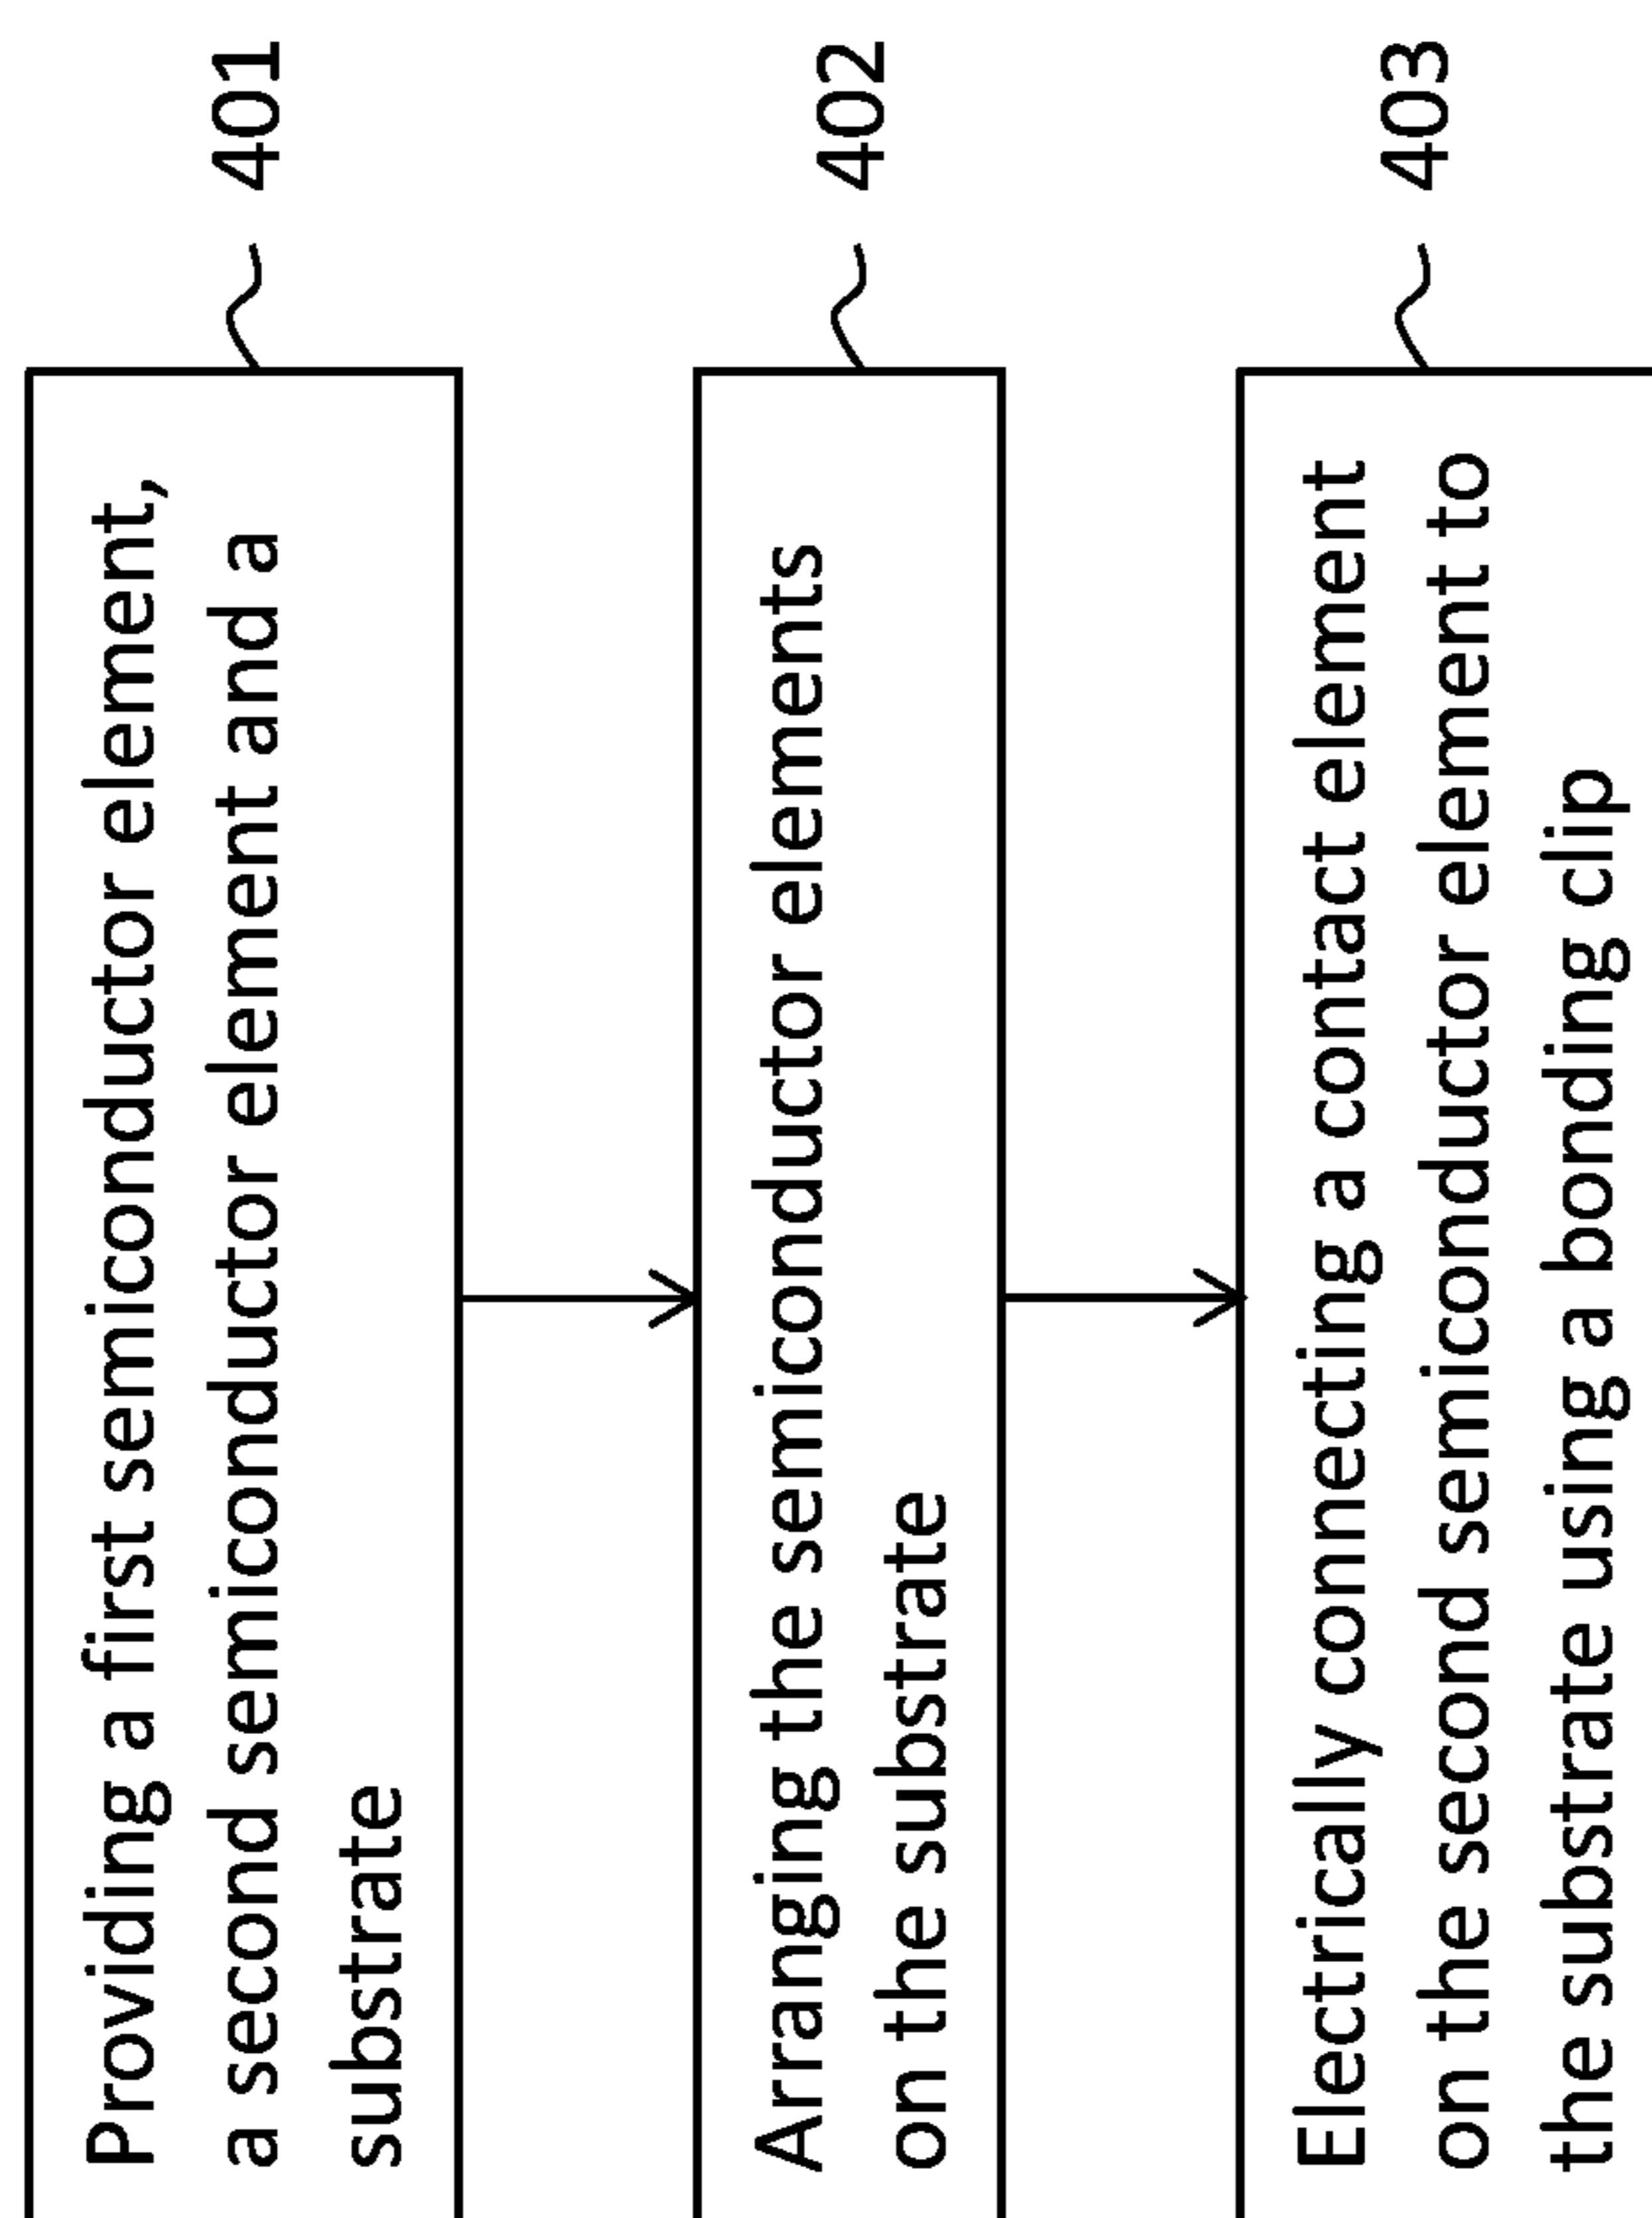 Providing a first semiconductor element,
a second semiconductor element and a
substrate
401
Arranging the semiconductor elements
on the substrate
402
Electrically connecting a contact element
on the second semiconductor element to
the substrate using a bonding clip
403